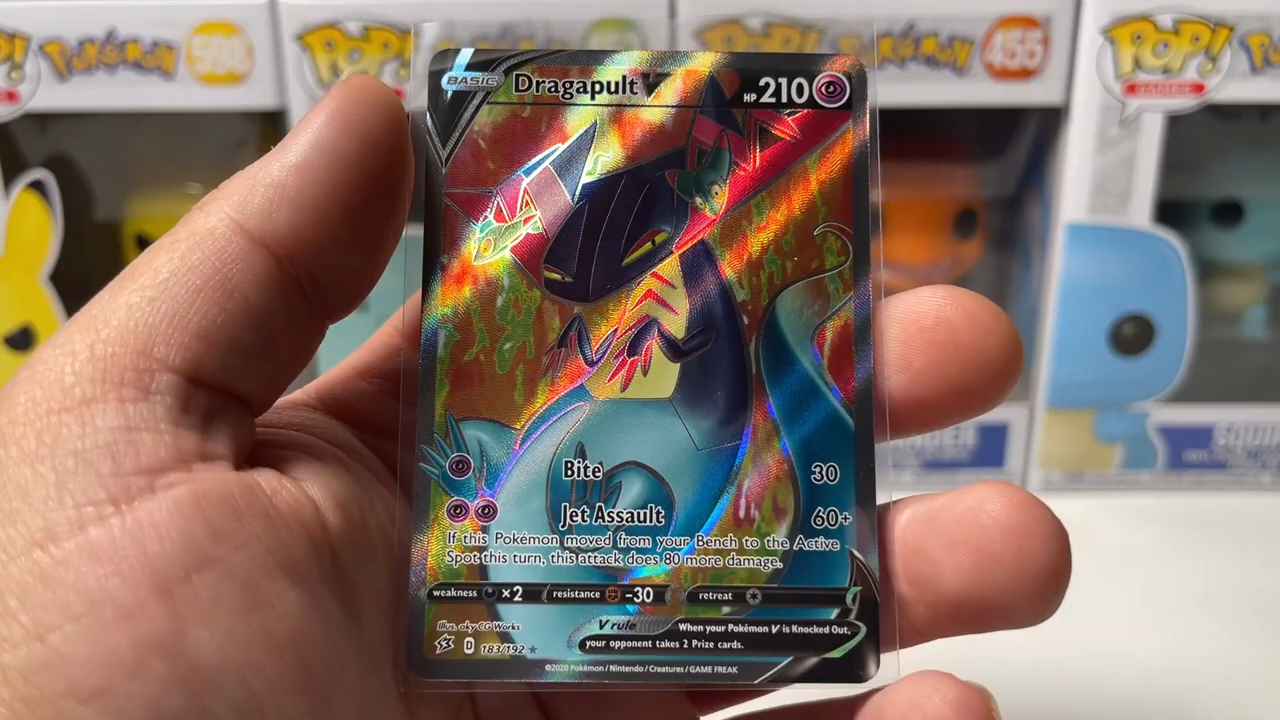 POP!
Pokémon
POP!
Pokémon
455
POP!
GAMES
BASIC
Dragapult V
HP 210
Bite
30
Jet Assault
60+
If this Pokémon moved from your Bench to the Active
Spot this turn, this attack does 80 more damage.
weakness ×2
resistance -30
retreat
Illus. aky CG Works
V rule
When your Pokémon V is Knocked Out,
your opponent takes 2 Prize cards.
D 183/192
©2020 Pokémon / Nintendo / Creatures / GAME FREAK